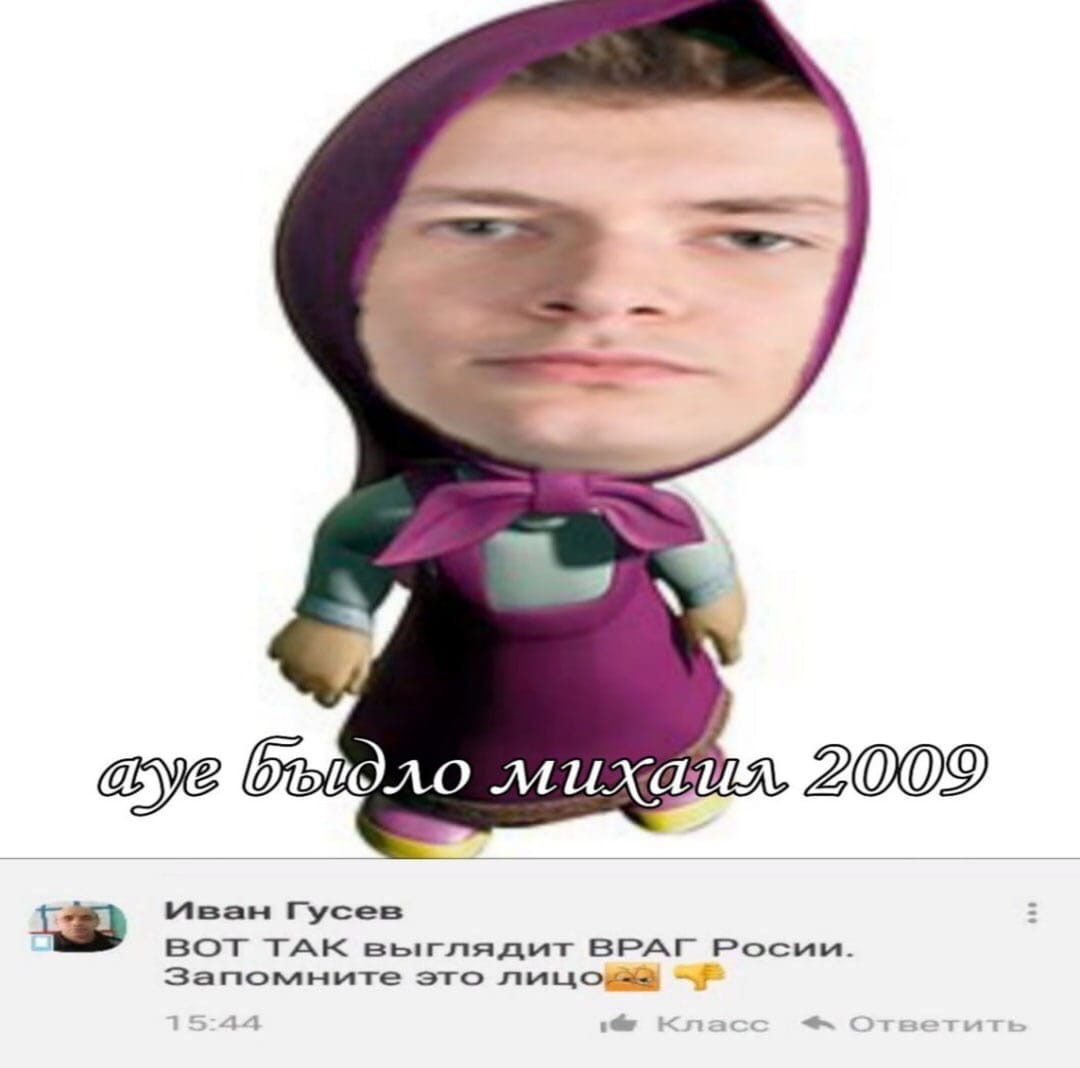 ауе быдло михаил 2009
Иван Гусев
ВОТ ТАК выглядит ВРАГ Росии.
Запомните это лицо🙈👎
15:44 Класс Ответить